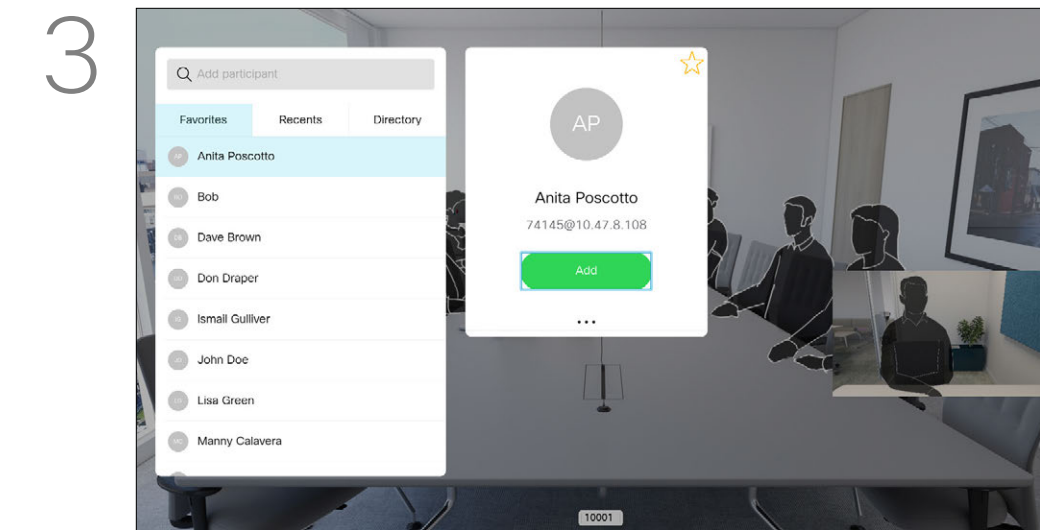 3
Add participant
Favorites Recents Directory
AP Anita Poscotto
Bob
Dave Brown
Don Draper
Ismail Gulliver
John Doe
Lisa Green
Manny Calavera
AP
Anita Poscotto
74145@10.47.8.108
Add
...
10001